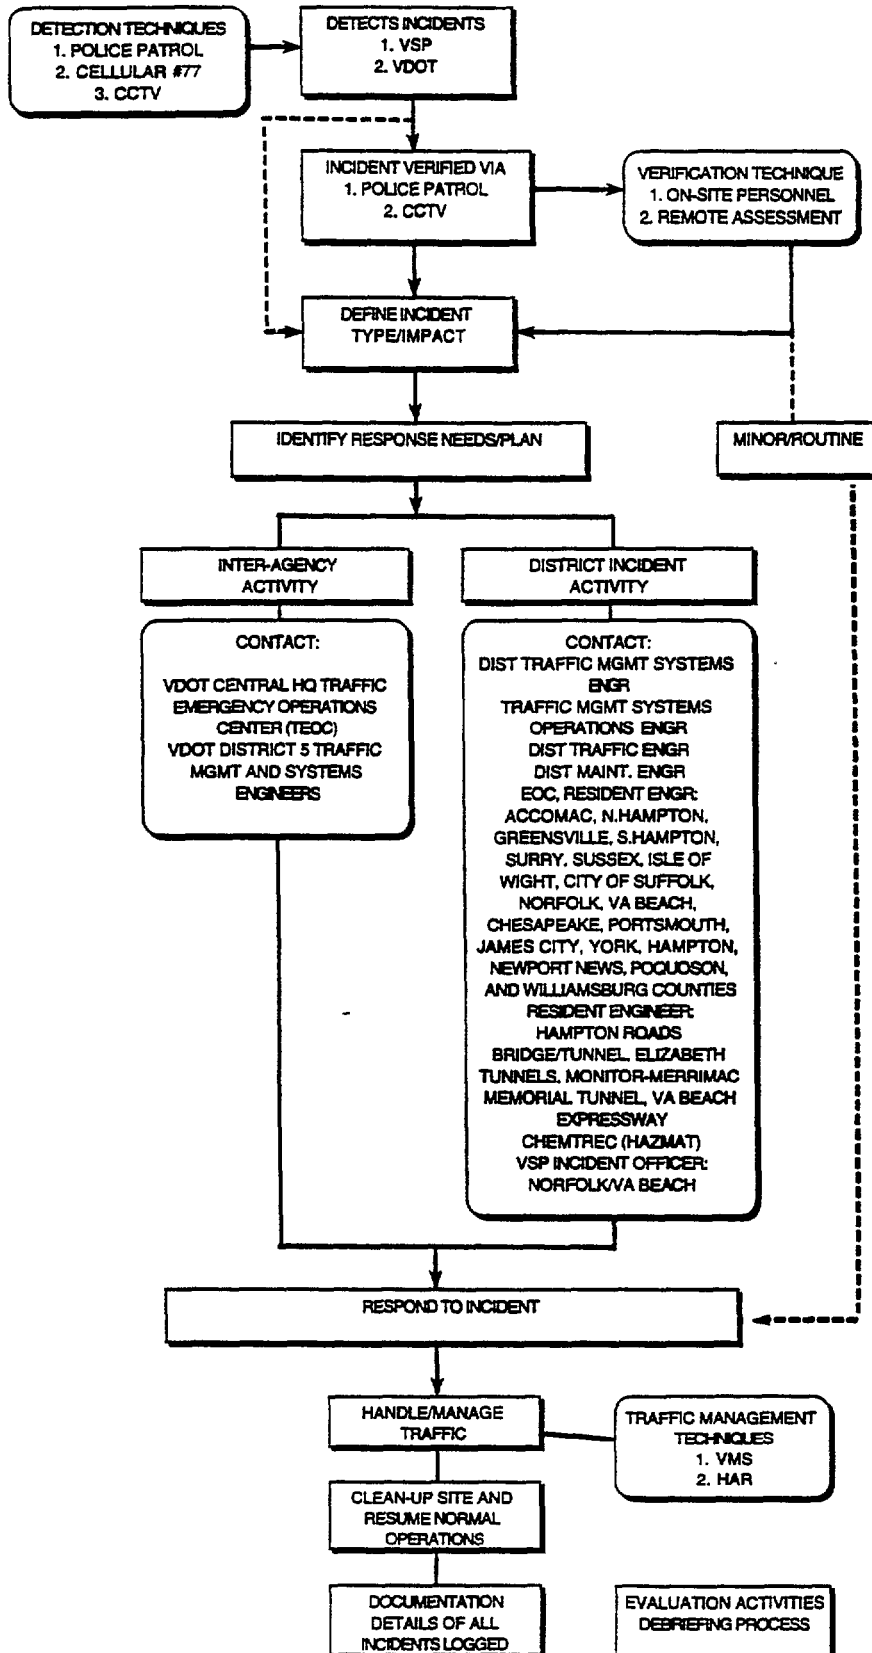 DETECTION TECHNIQUES
1. POLICE PATROL
2. CELLULAR #77
3. CCTV
DETECTS INCIDENTS
1. VSP
2. VDOT
INCIDENT VERIFIED VIA
1. POLICE PATROL
2. CCTV
VERIFICATION TECHNIQUE
1. ON-SITE PERSONNEL
2. REMOTE ASSESSMENT
DEFINE INCIDENT
TYPE/IMPACT
IDENTIFY RESPONSE NEEDS/PLAN
MINOR/ROUTINE
INTER-AGENCY
ACTIVITY
DISTRICT INCIDENT
ACTIVITY
CONTACT:
VDOT CENTRAL HQ TRAFFIC
EMERGENCY OPERATIONS
CENTER (TEOC)
VDOT DISTRICT 5 TRAFFIC
MGMT AND SYSTEMS
ENGINEERS
CONTACT:
DIST TRAFFIC MGMT SYSTEMS
ENGR
TRAFFIC MGMT SYSTEMS
OPERATIONS ENGR
DIST TRAFFIC ENGR
DIST MAINT. ENGR
EOC, RESIDENT ENGR:
ACCOMAC, N.HAMPTON,
GREENSVILLE, S.HAMPTON,
SURRY. SUSSEX, ISLE OF
WIGHT, CITY OF SUFFOLK,
NORFOLK, VA BEACH,
CHESAPEAKE, PORTSMOUTH,
JAMES CITY, YORK, HAMPTON,
NEWPORT NEWS, POQUOSON,
AND WILLIAMSBURG COUNTIES
RESIDENT ENGINEER:
HAMPTON ROADS
BRIDGE/TUNNEL, ELIZABETH
TUNNELS, MONITOR-MERRIMAC
MEMORIAL TUNNEL, VA BEACH
EXPRESSWAY
CHEMTREC (HAZMAT)
VSP INCIDENT OFFICER:
NORFOLK/VA BEACH
RESPOND TO INCIDENT
HANDLE/MANAGE
TRAFFIC
TRAFFIC MANAGEMENT
TECHNIQUES
1. VMS
2. HAR
CLEAN-UP SITE AND
RESUME NORMAL
OPERATIONS
DOCUMENTATION
DETAILS OF ALL
INCIDENTS LOGGED
EVALUATION ACTIVITIES
DEBRIEFING PROCESS